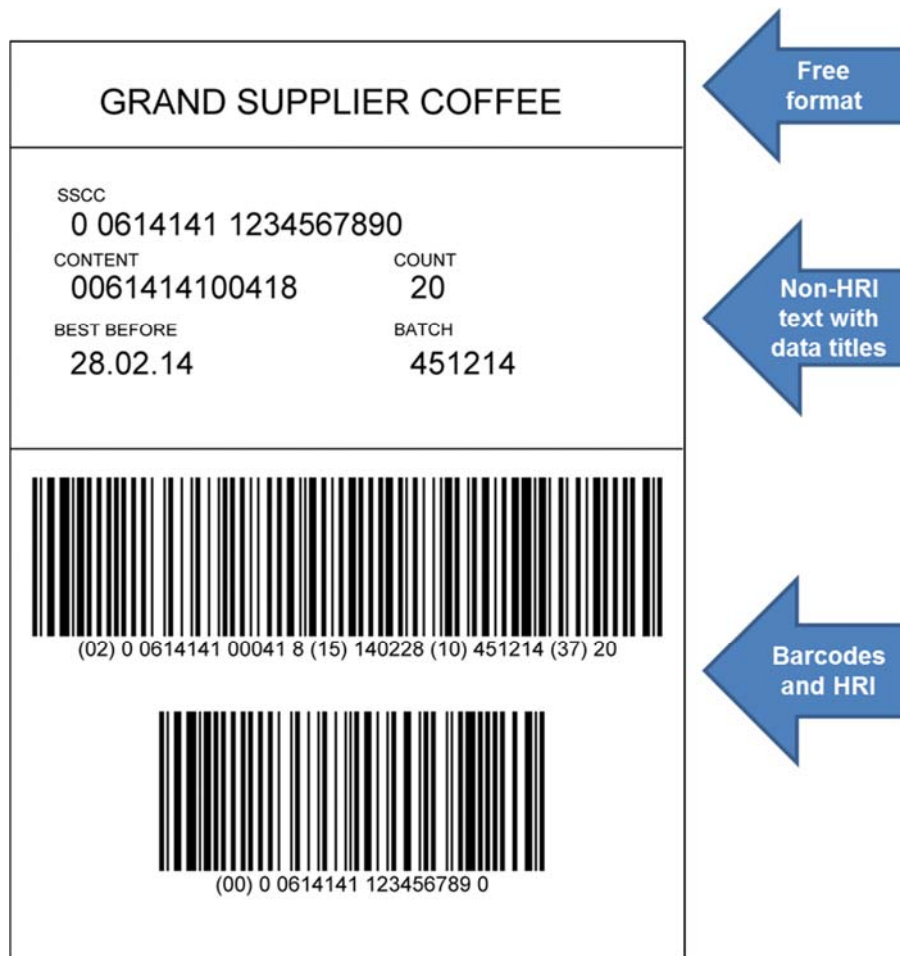 GRAND SUPPLIER COFFEE
Free
format
SSCC
0 0614141 1234567890
CONTENT COUNT
0061414100418 20
BEST BEFORE BATCH
28.02.14 451214
Non-HRI
text with
data titles
(02) 0 0614141 00041 8 (15) 140228 (10) 451214 (37) 20
(00) 0 0614141 123456789 0
Barcodes
and HRI